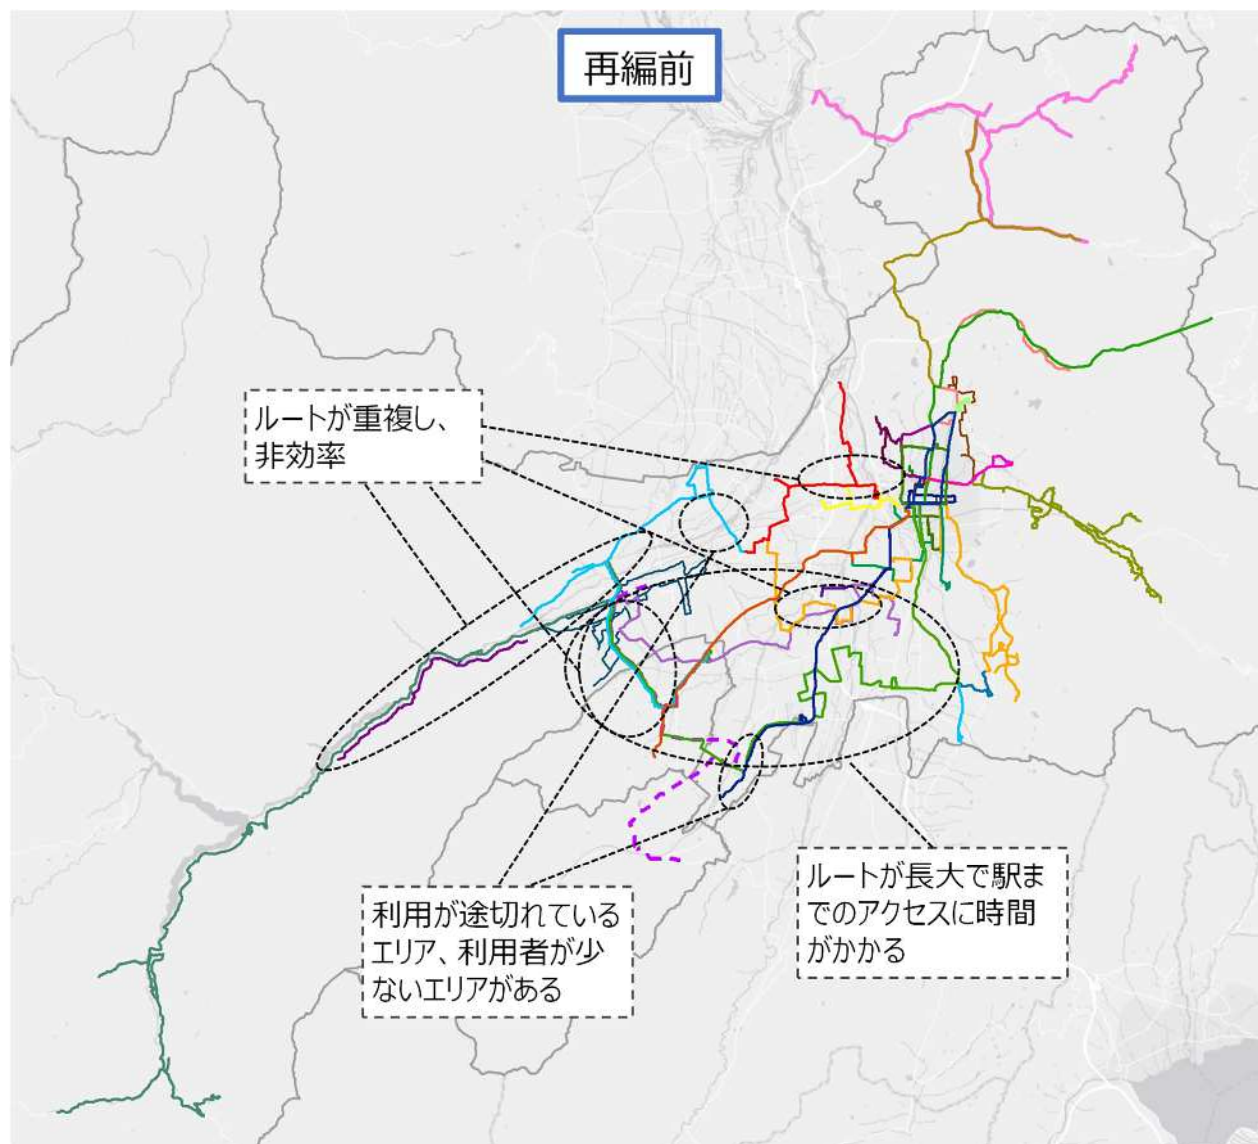 再編前
ルートが重複し、
非効率
利用が途切れている
エリア、利用者が少
ないエリアがある
ルートが長大で駅ま
でのアクセスに時間
がかかる